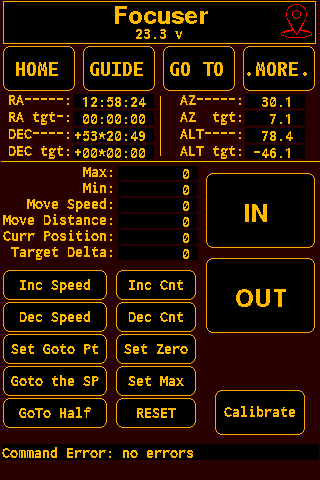 Focuser
23.3 v
HOME GUIDE GO TO .MORE.
RA-----: 12:58:24 AZ-----: 30.1
RA tgt-: 00:00:00 AZ tgt: 7.1
DEC----: +53*20:49 ALT----: 78.4
DEC tgt: +00*00:00 ALT tgt: -46.1
Max: 0
Min: 0
Move Speed: 0
Move Distance: 0
Curr Position: 0
Target Delta: 0
IN
OUT
Inc Speed Inc Cnt
Dec Speed Dec Cnt
Set Goto Pt Set Zero
Goto the SP Set Max
GoTo Half RESET Calibrate
Command Error: no errors